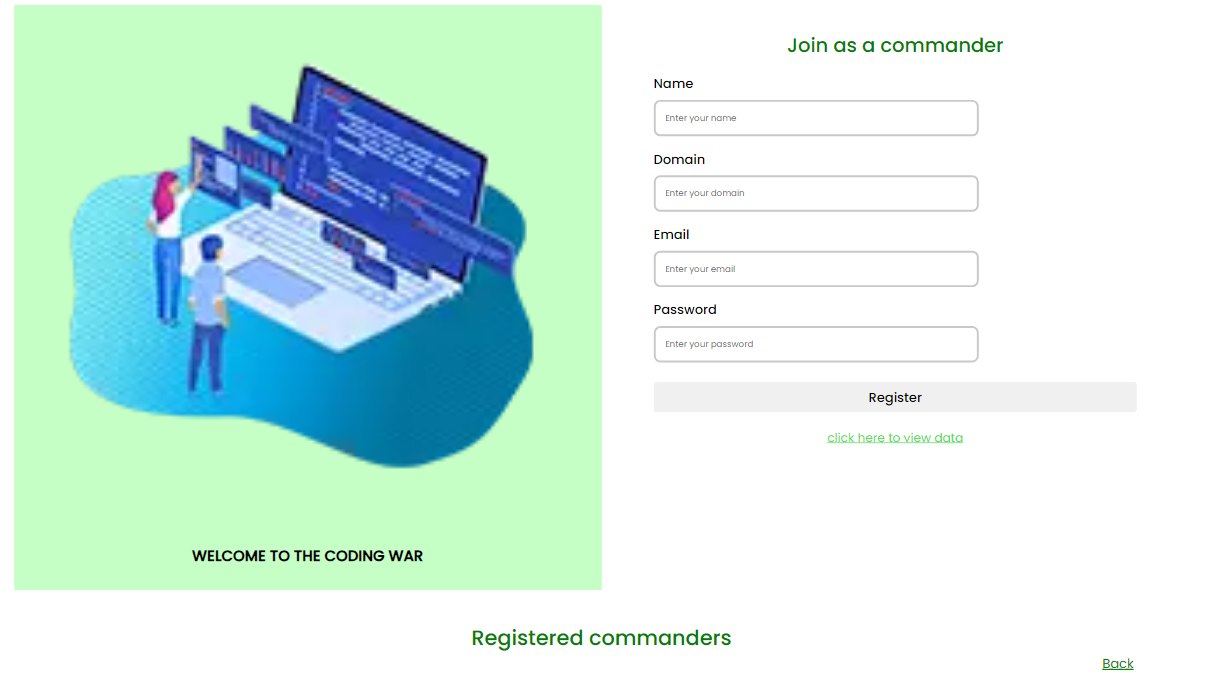 WELCOME TO THE CODING WAR
Join as a commander
Name
Enter your name
Domain
Enter your domain
Email
Enter your email
Password
Enter your password
Register
click here to view data
Registered commanders
Back